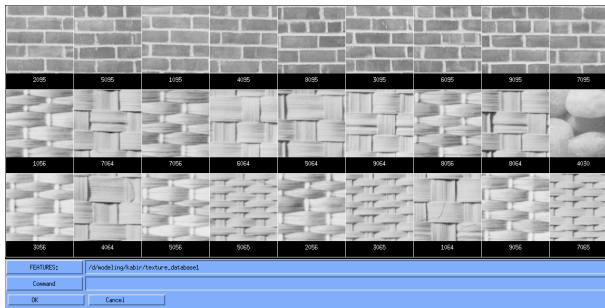 2095 5095 1095 4095 8095 3095 6095 9095 7095
1056 7064 7056 6064 5064 9064 8056 8064 4030
3056 4064 5056 5065 2056 3065 1064 9056 7065
FEATURES: /d/modeling/kabir/texture_database1
Command
OK Cancel